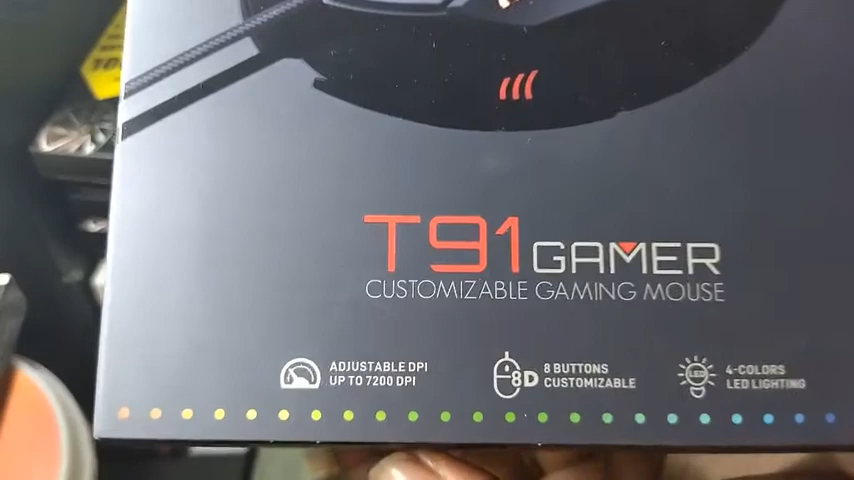 T91 GAMER
CUSTOMIZABLE GAMING MOUSE
ADJUSTABLE DPI
UP TO 7200 DPI
8D
8 BUTTONS
CUSTOMIZABLE
LED
4-COLORS
LED LIGHTING